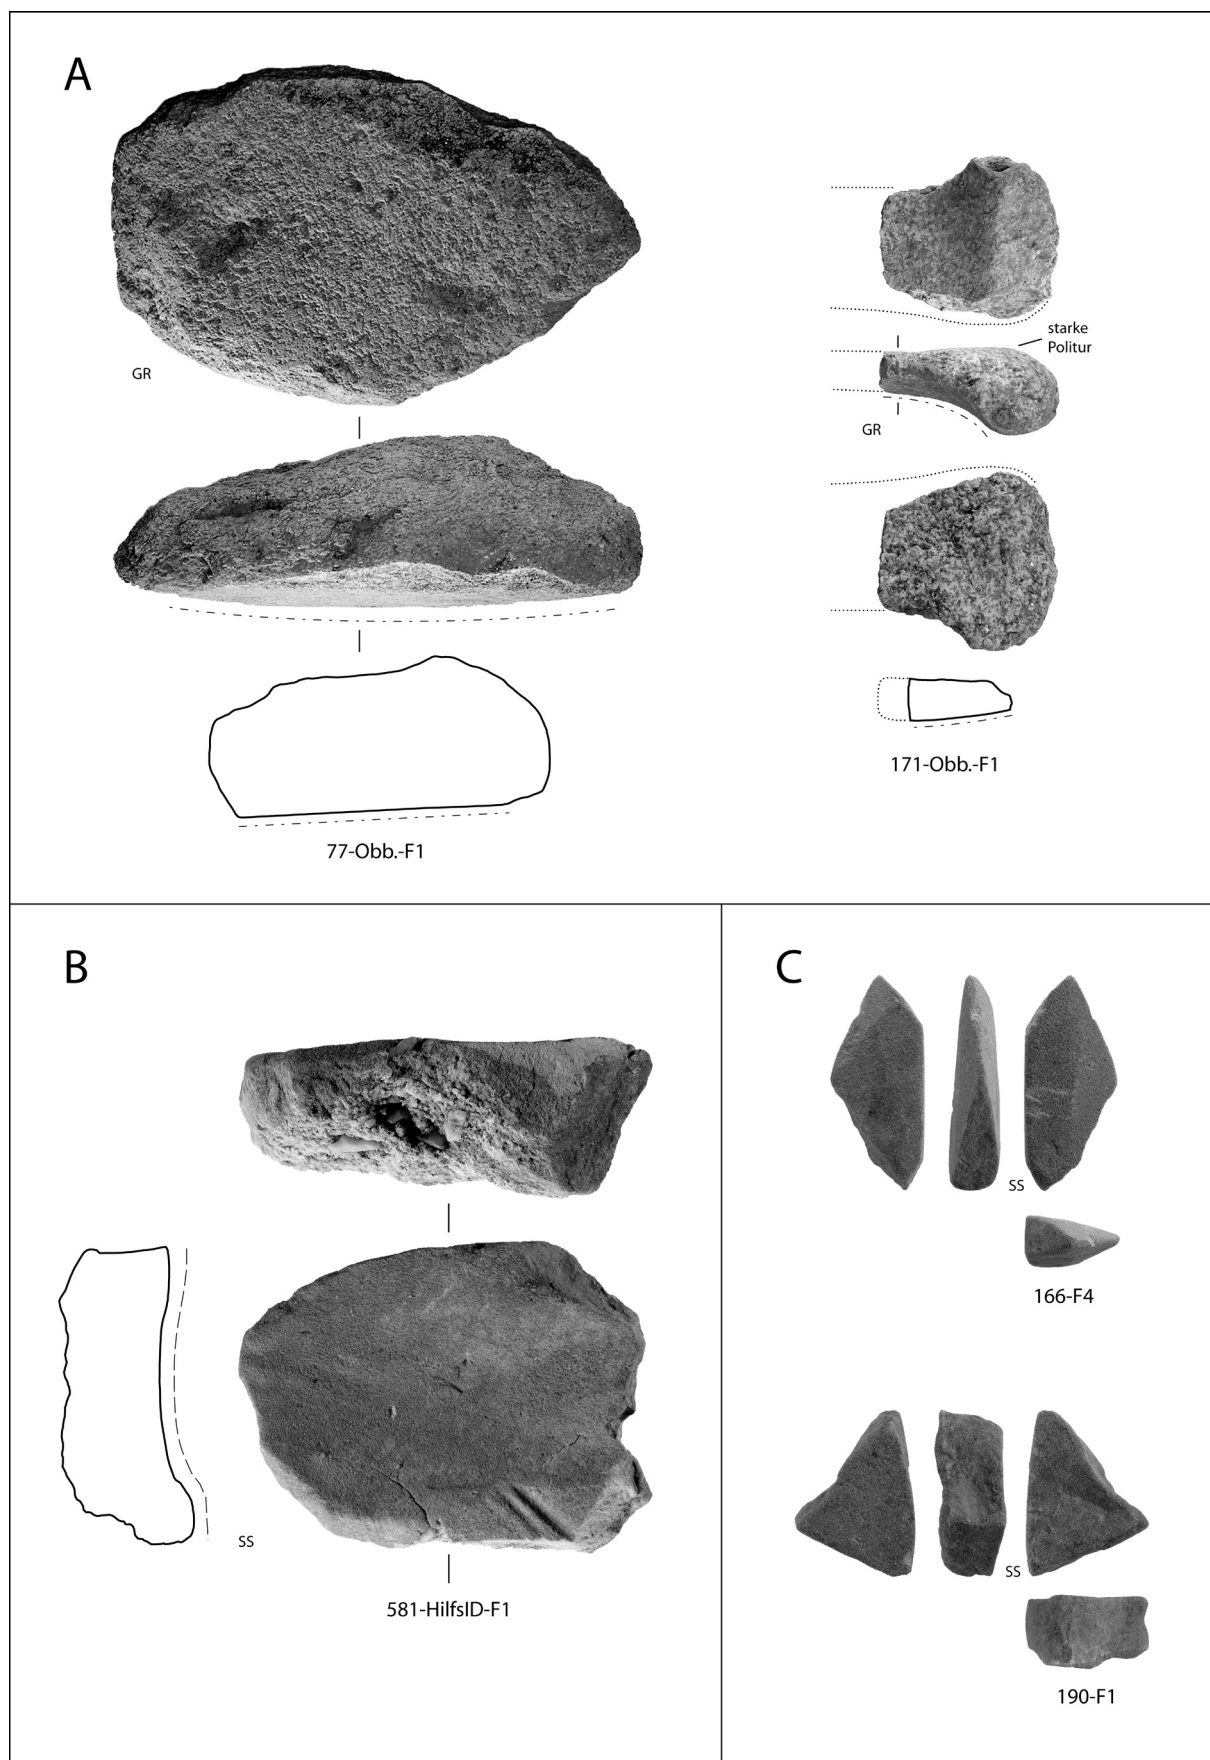 A
GR
77-Obb.-F1
starke
Politur
GR
171-Obb.-F1
B
SS
581-HilfsID-F1
C
SS
166-F4
SS
190-F1